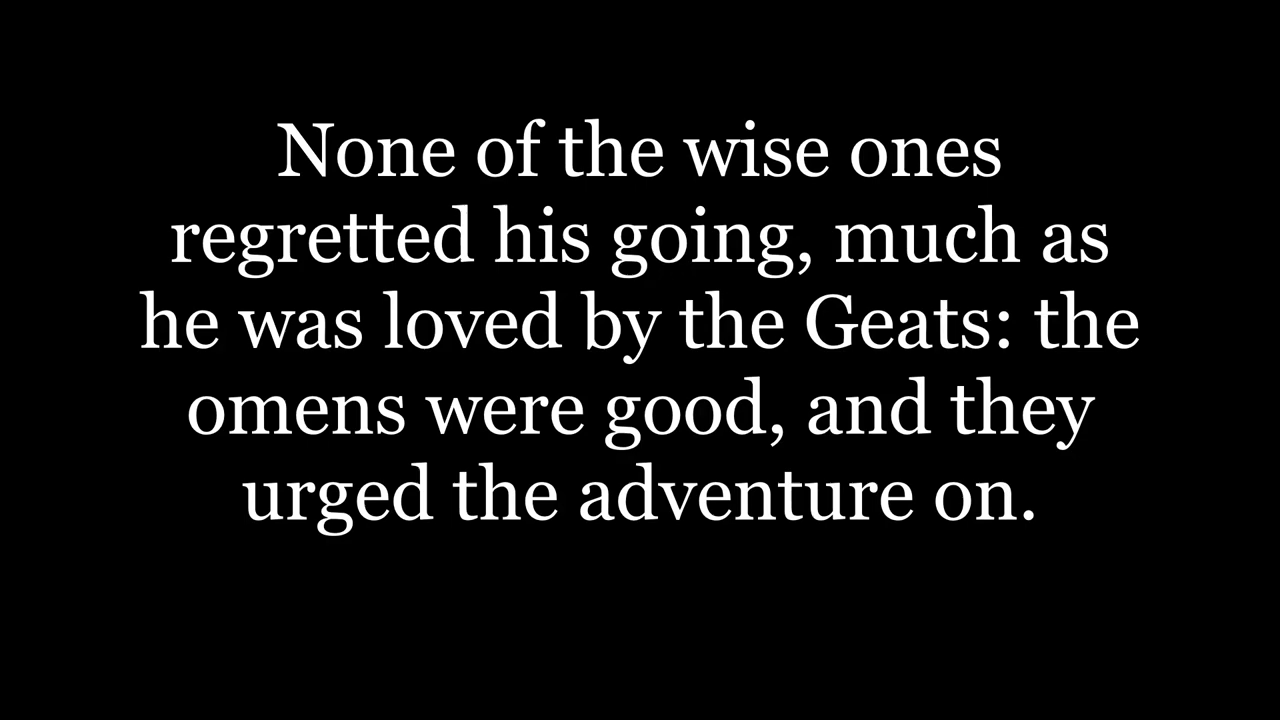 None of the wise ones
regretted his going, much as
he was loved by the Geats: the
omens were good, and they
urged the adventure on.